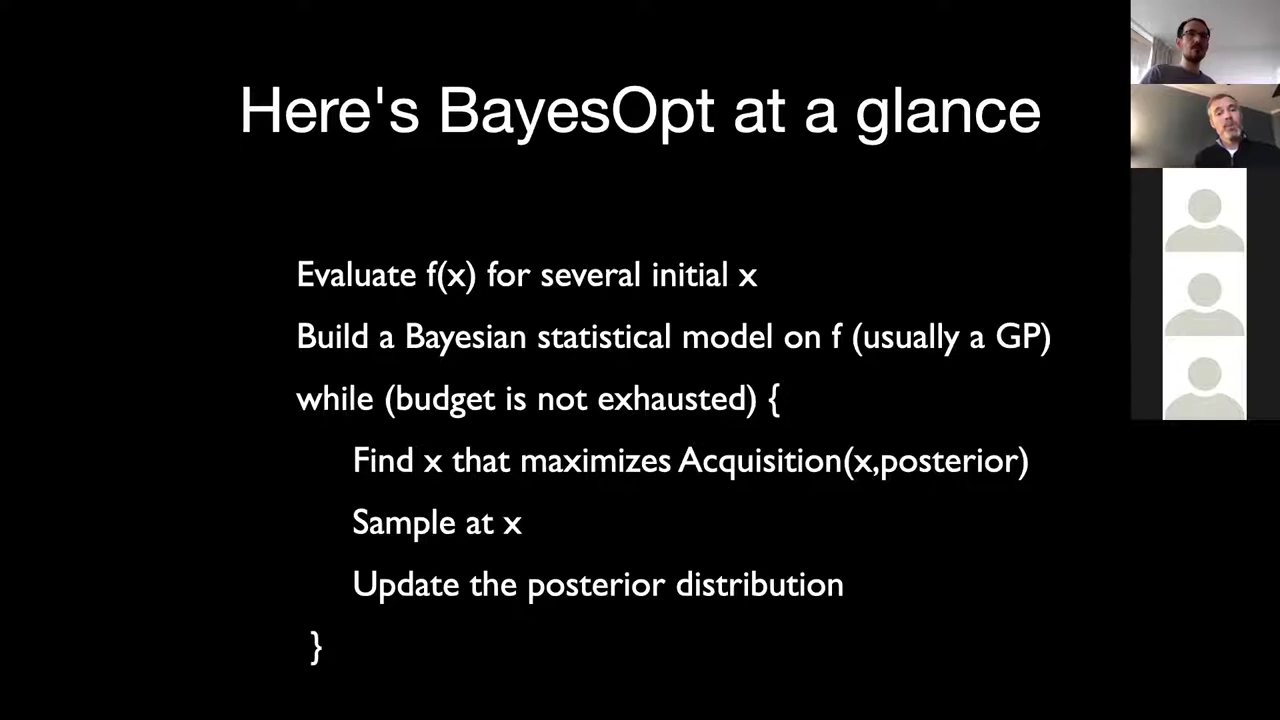 Here's BayesOpt at a glance
Evaluate f(x) for several initial x
Build a Bayesian statistical model on f (usually a GP)
while (budget is not exhausted) {
Find x that maximizes Acquisition(x,posterior)
Sample at x
Update the posterior distribution
}